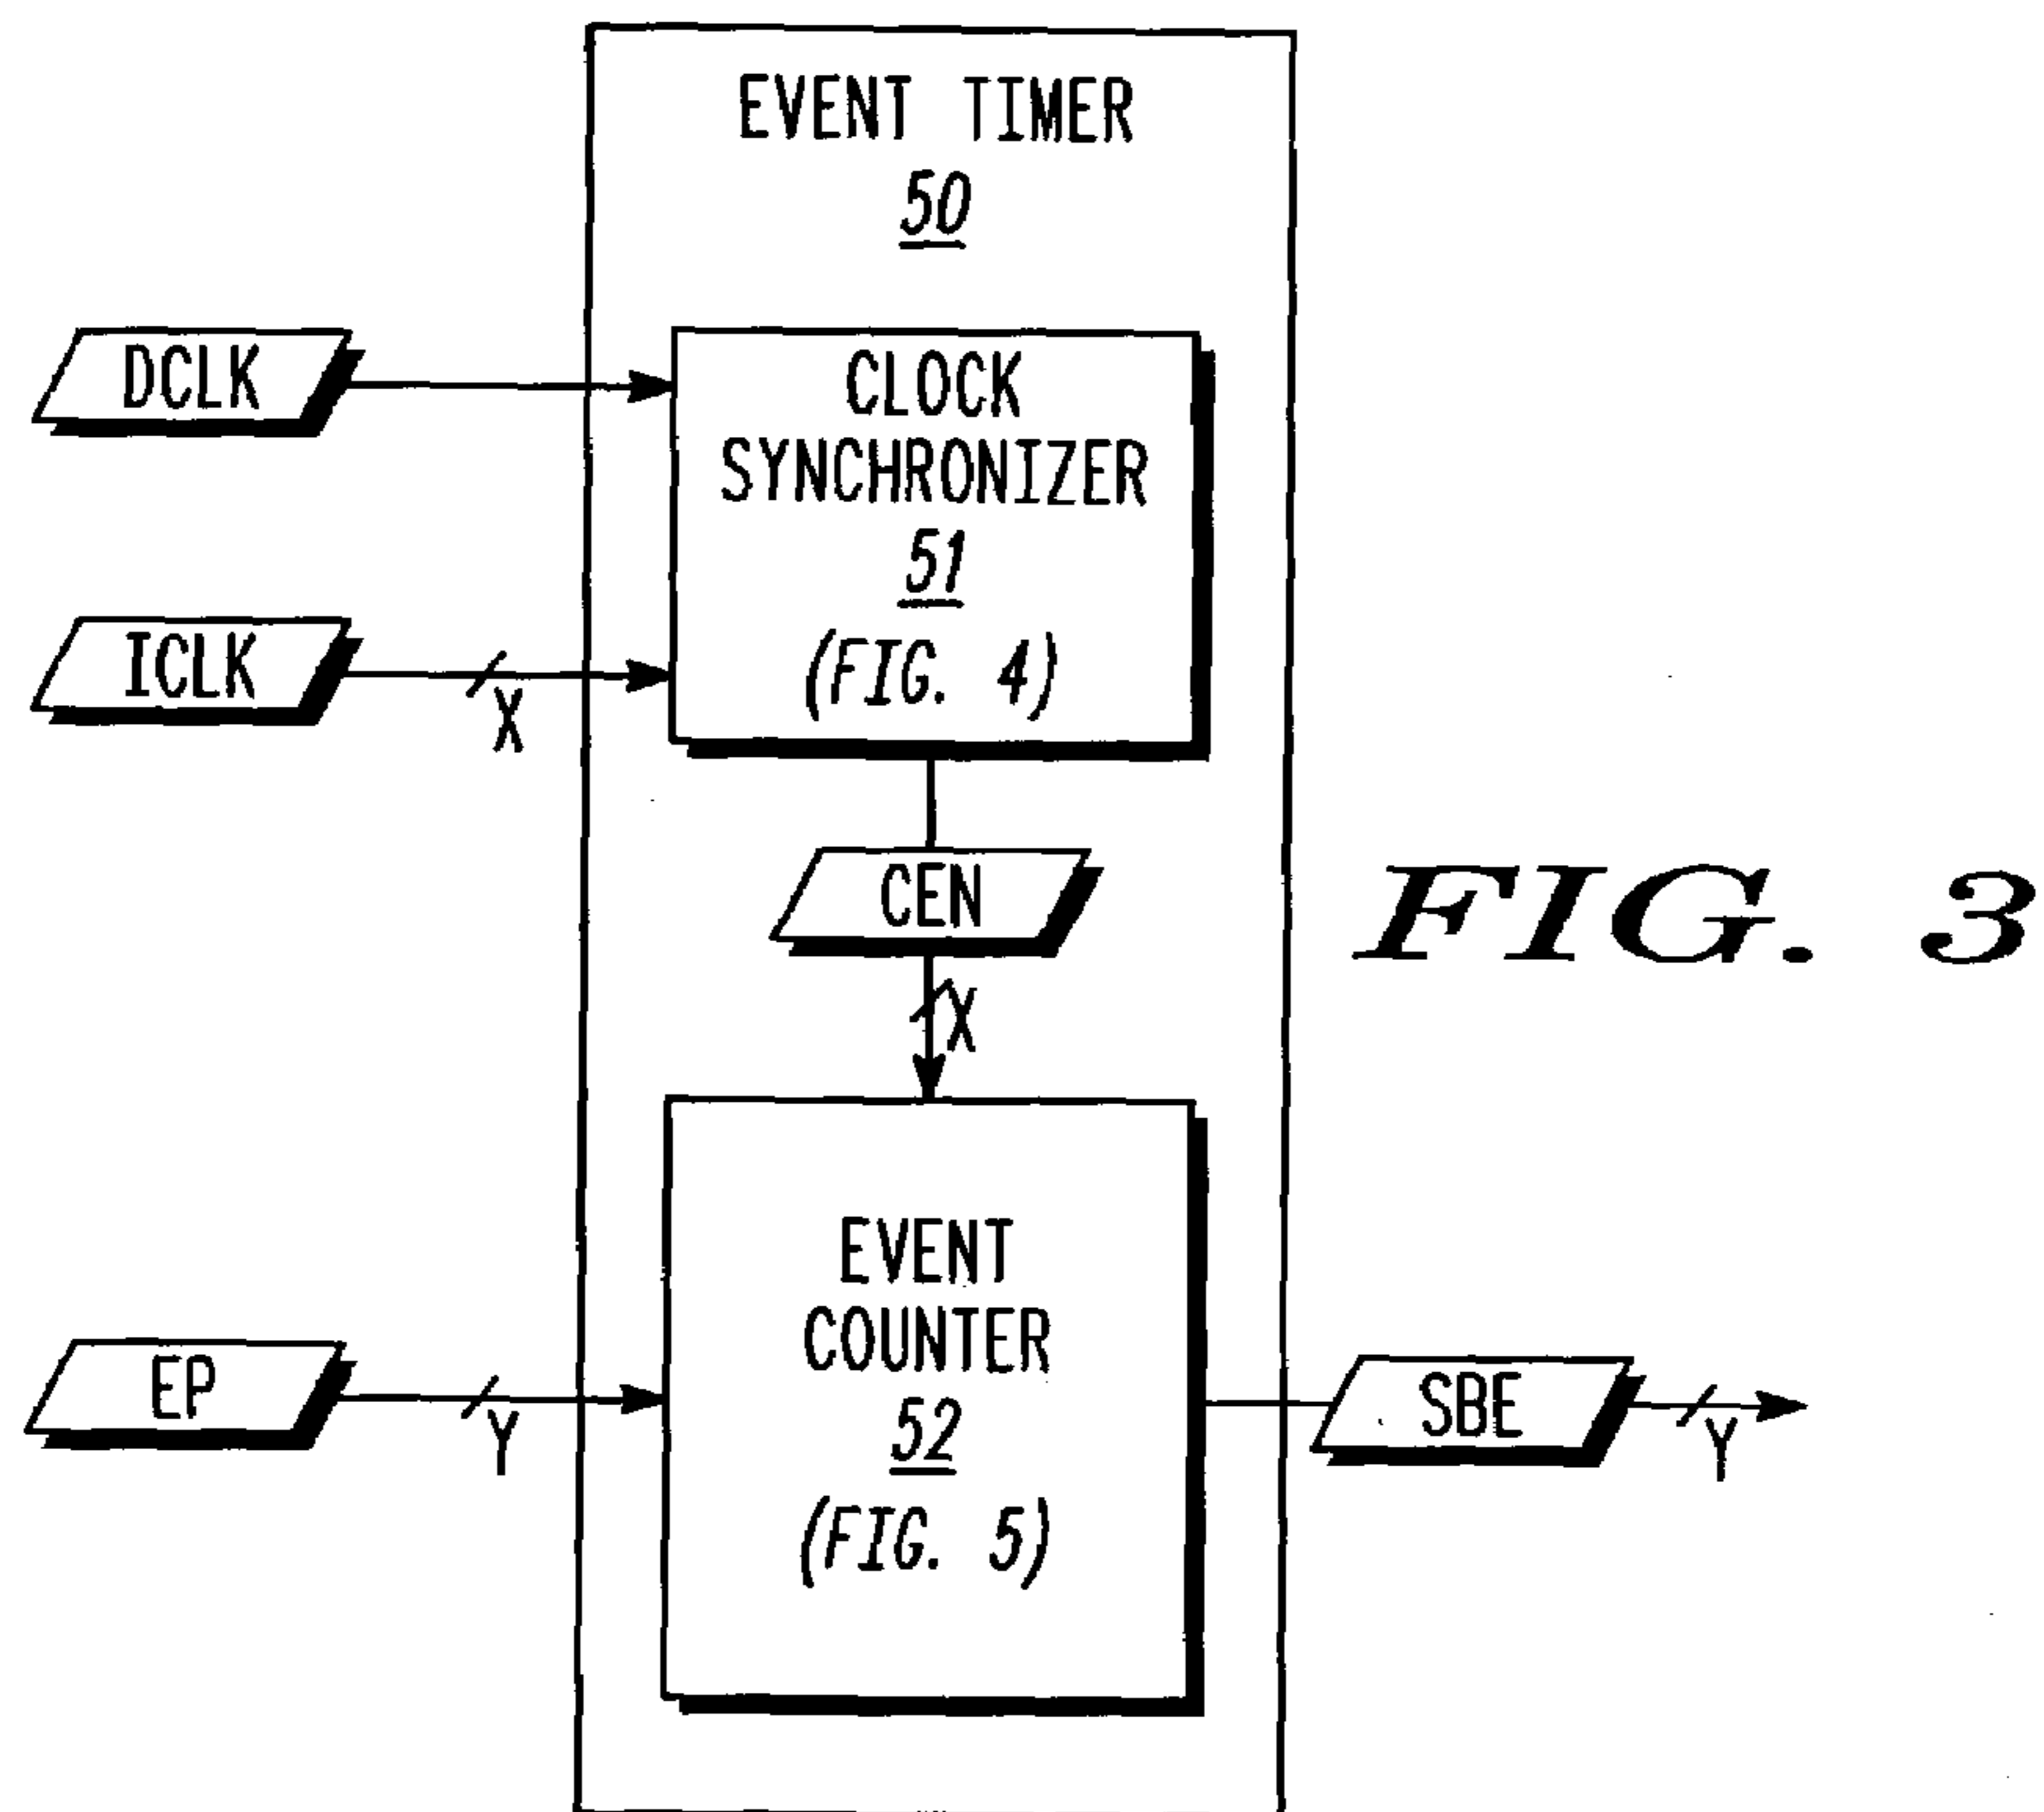 EVENT TIMER
50
DCLK
CLOCK
SYNCHRONIZER
51
(FIG. 4)
ICLK
X
CEN
X
FIG. 3
EVENT
COUNTER
52
(FIG. 5)
EP
Y
SBE
Y